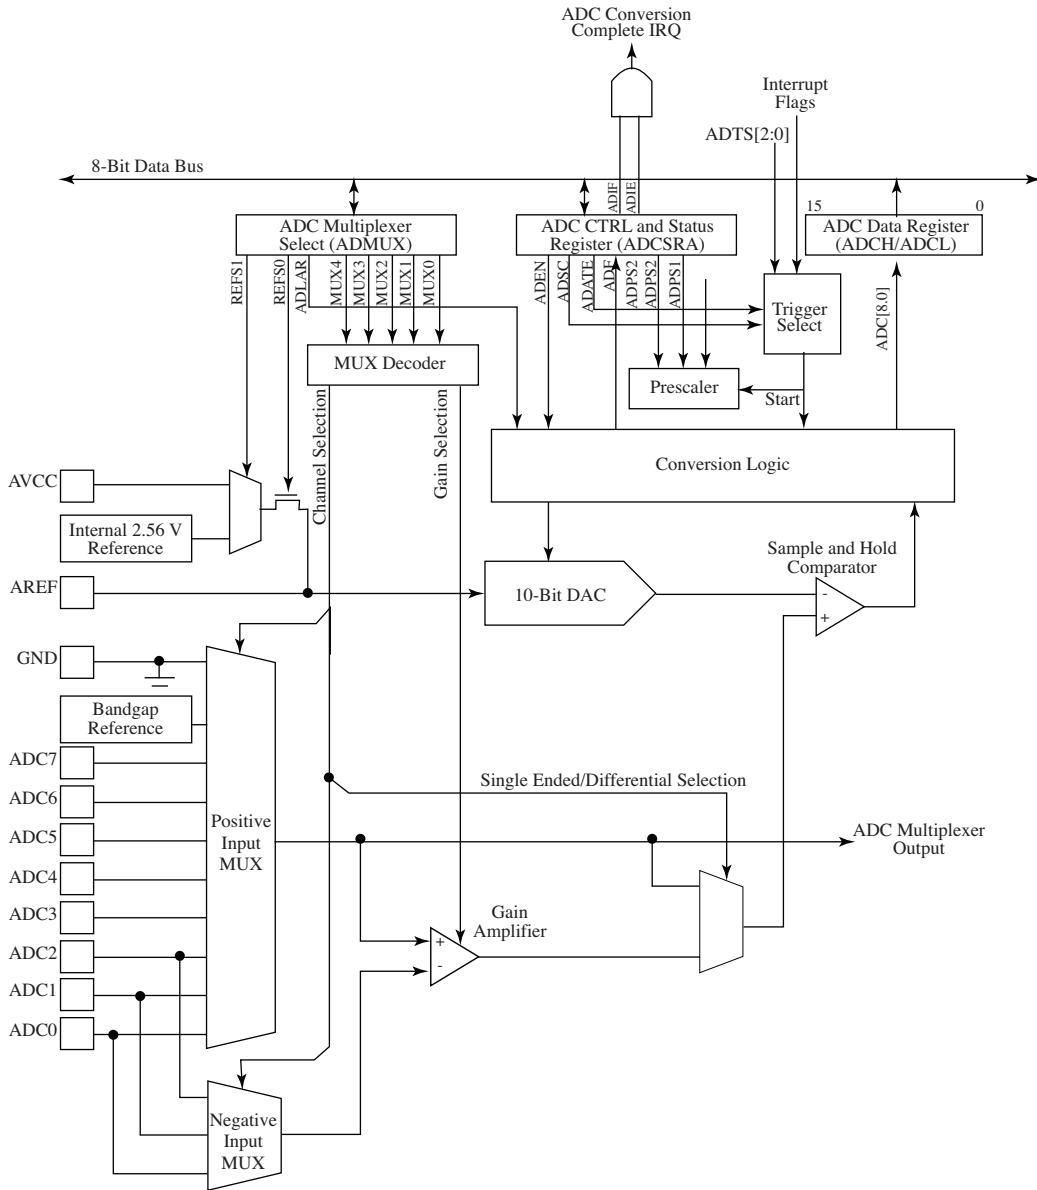 ADC Conversion
Complete IRQ
Interrupt
Flags
ADTS[2:0]
8-Bit Data Bus
ADIF
ADIE
15
0
ADC Multiplexer
Select (ADMUX)
ADC CTRL and Status
Register (ADCSRA)
ADC Data Register
(ADCH/ADCL)
REFS1
REFS0
ADLAR
MUX4
MUX3
MUX2
MUX1
MUX0
ADEN
ADSC
ADATE
ADF
ADPS2
ADPS2
ADPS1
Trigger
Select
ADC[8.0]
MUX Decoder
Prescaler
Start
Channel Selection
Gain Selection
Conversion Logic
AVCC
Internal 2.56 V
Reference
Sample and Hold
Comparator
AREF
10-Bit DAC
-
+
GND
Bandgap
Reference
ADC7
Single Ended/Differential Selection
ADC6
ADC5
Positive
Input
MUX
ADC Multiplexer
Output
ADC4
ADC3
Gain
Amplifier
ADC2
+
-
ADC1
ADC0
Negative
Input
MUX